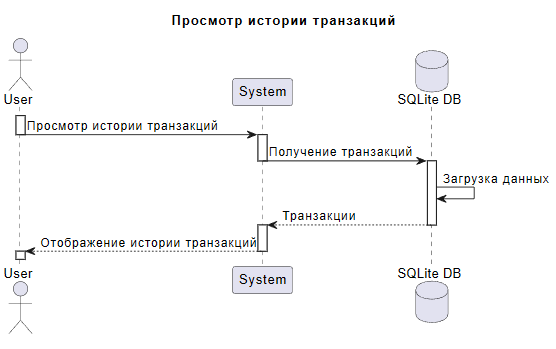 Просмотр истории транзакций
User
System
SQLite DB
Просмотр истории транзакций
Получение транзакций
Загрузка данных
Транзакции
Отображение истории транзакций
User
System
SQLite DB